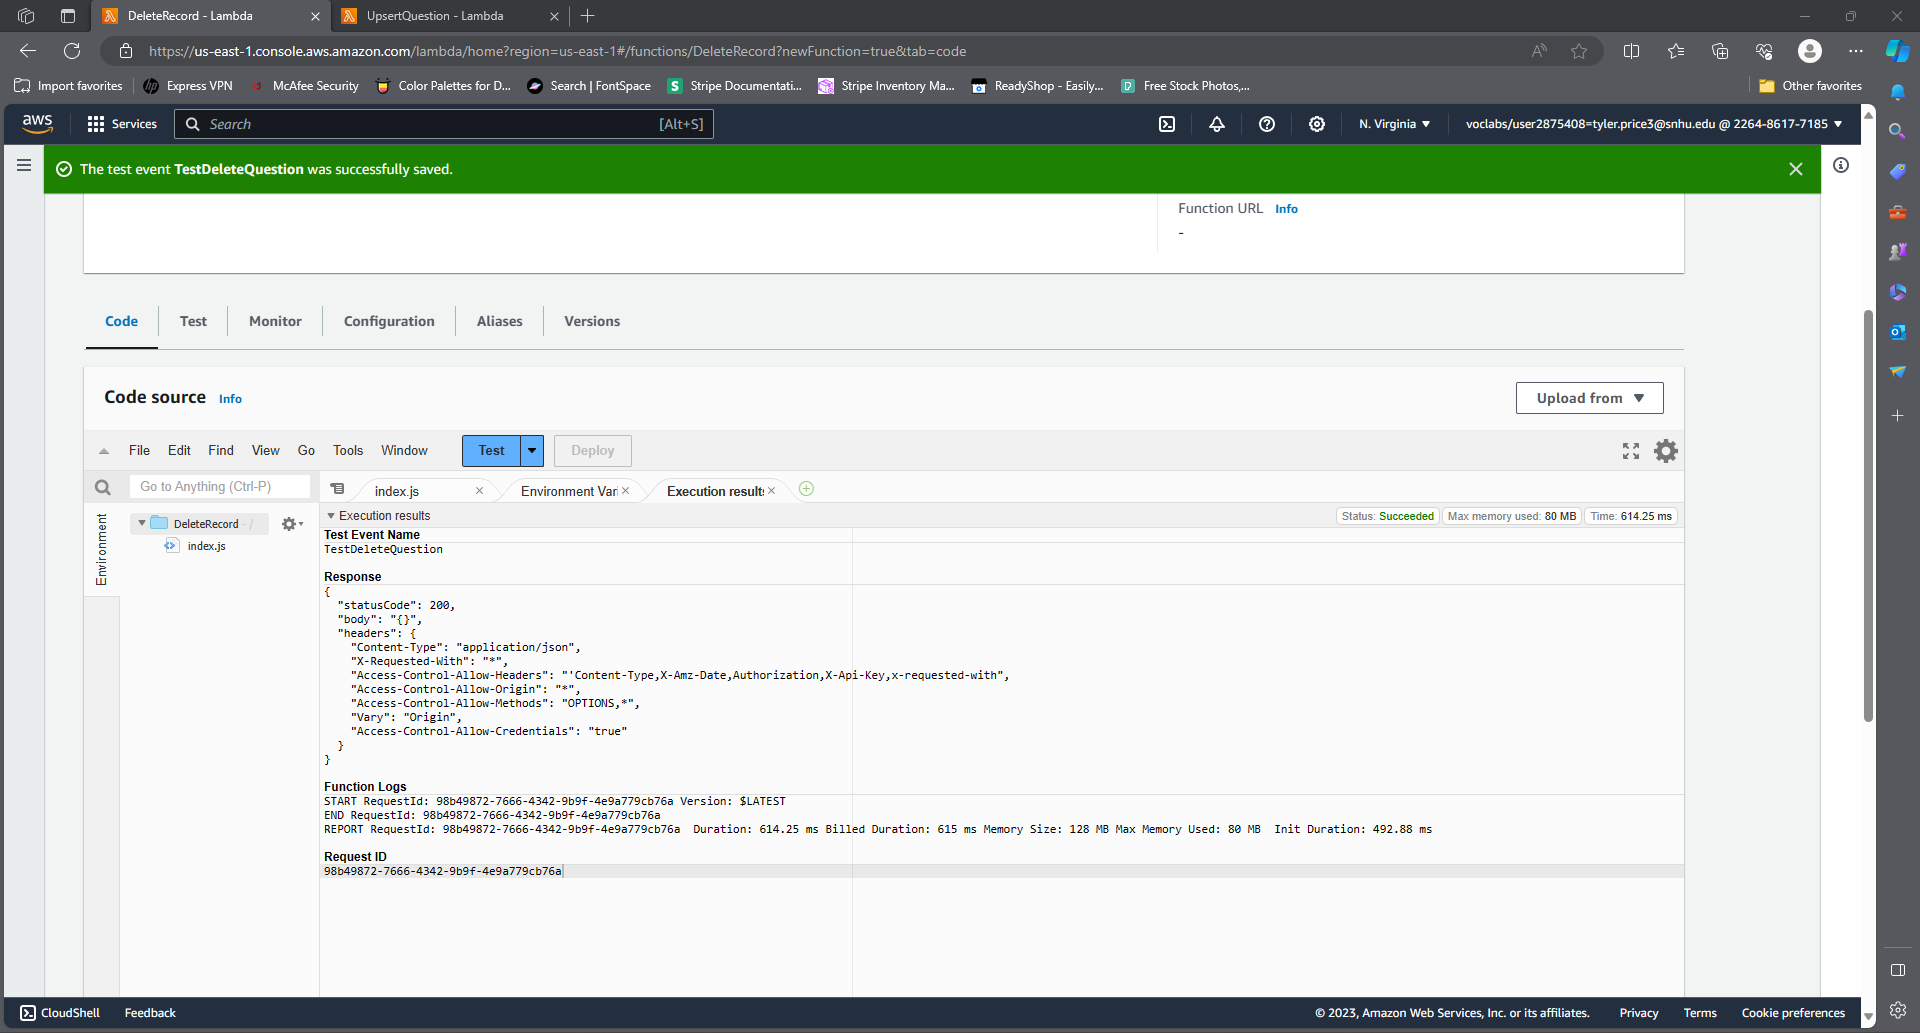 DeleteRecord - Lambda
UpsertQuestion - Lambda
https://us-east-1.console.aws.amazon.com/lambda/home?region=us-east-1#/functions/DeleteRecord?newFunction=true&tab=code
Import favorites
Express VPN
McAfee Security
Color Palettes for D...
Search | FontSpace
Stripe Documentati...
Stripe Inventory Ma...
ReadyShop - Easily...
Free Stock Photos,...
Other favorites
aws
Services
Search
[Alt+S]
N. Virginia
voclabs/user2875408=tyler.price3@snhu.edu @ 2264-8617-7185
The test event TestDeleteQuestion was successfully saved.
Function URL Info
-
Code
Test
Monitor
Configuration
Aliases
Versions
Code source Info
Upload from
File Edit Find View Go Tools Window
Test
Deploy
Go to Anything (Ctrl-P)
index.js
Environment Var
Execution results
Environment
DeleteRecord - /
index.js
Execution results
Status: Succeeded
Max memory used: 80 MB
Time: 614.25 ms
Test Event Name
TestDeleteQuestion
Response
{
"statusCode": 200,
"body": "{}",
"headers": {
"Content-Type": "application/json",
"X-Requested-With": "*",
"Access-Control-Allow-Headers": "'Content-Type,X-Amz-Date,Authorization,X-Api-Key,x-requested-with",
"Access-Control-Allow-Origin": "*",
"Access-Control-Allow-Methods": "OPTIONS,*",
"Vary": "Origin",
"Access-Control-Allow-Credentials": "true"
}
}
Function Logs
START RequestId: 98b49872-7666-4342-9b9f-4e9a779cb76a Version: $LATEST
END RequestId: 98b49872-7666-4342-9b9f-4e9a779cb76a
REPORT RequestId: 98b49872-7666-4342-9b9f-4e9a779cb76a Duration: 614.25 ms Billed Duration: 615 ms Memory Size: 128 MB Max Memory Used: 80 MB Init Duration: 492.88 ms
Request ID
98b49872-7666-4342-9b9f-4e9a779cb76a
CloudShell
Feedback
© 2023, Amazon Web Services, Inc. or its affiliates.
Privacy
Terms
Cookie preferences